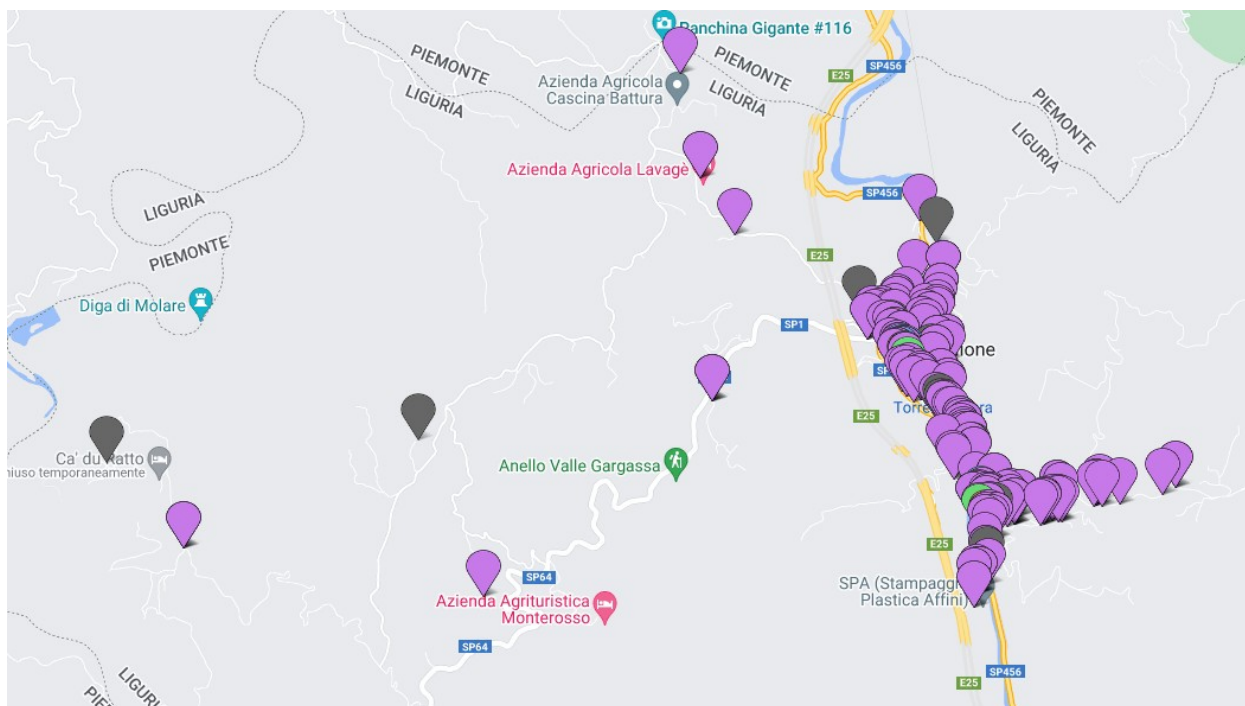 Panchina Gigante #116
PIEMONTE
LIGURIA
PIEMONTE
LIGURIA
E25
SP456
Azienda Agricola
Cascina Battura
PIEMONTE
LIGURIA
Azienda Agricola Lavagè
SP456
LIGURIA
PIEMONTE
E25
Diga di Molare
SP1
ione
E25
Ca' du Ratto
iuso temporaneamente
Anello Valle Gargassa
E25
SP64
SPA (Stampaggi
Plastica Affini)
Azienda Agrituristica
Monterosso
SP64
SP456
E25
LIGURIA